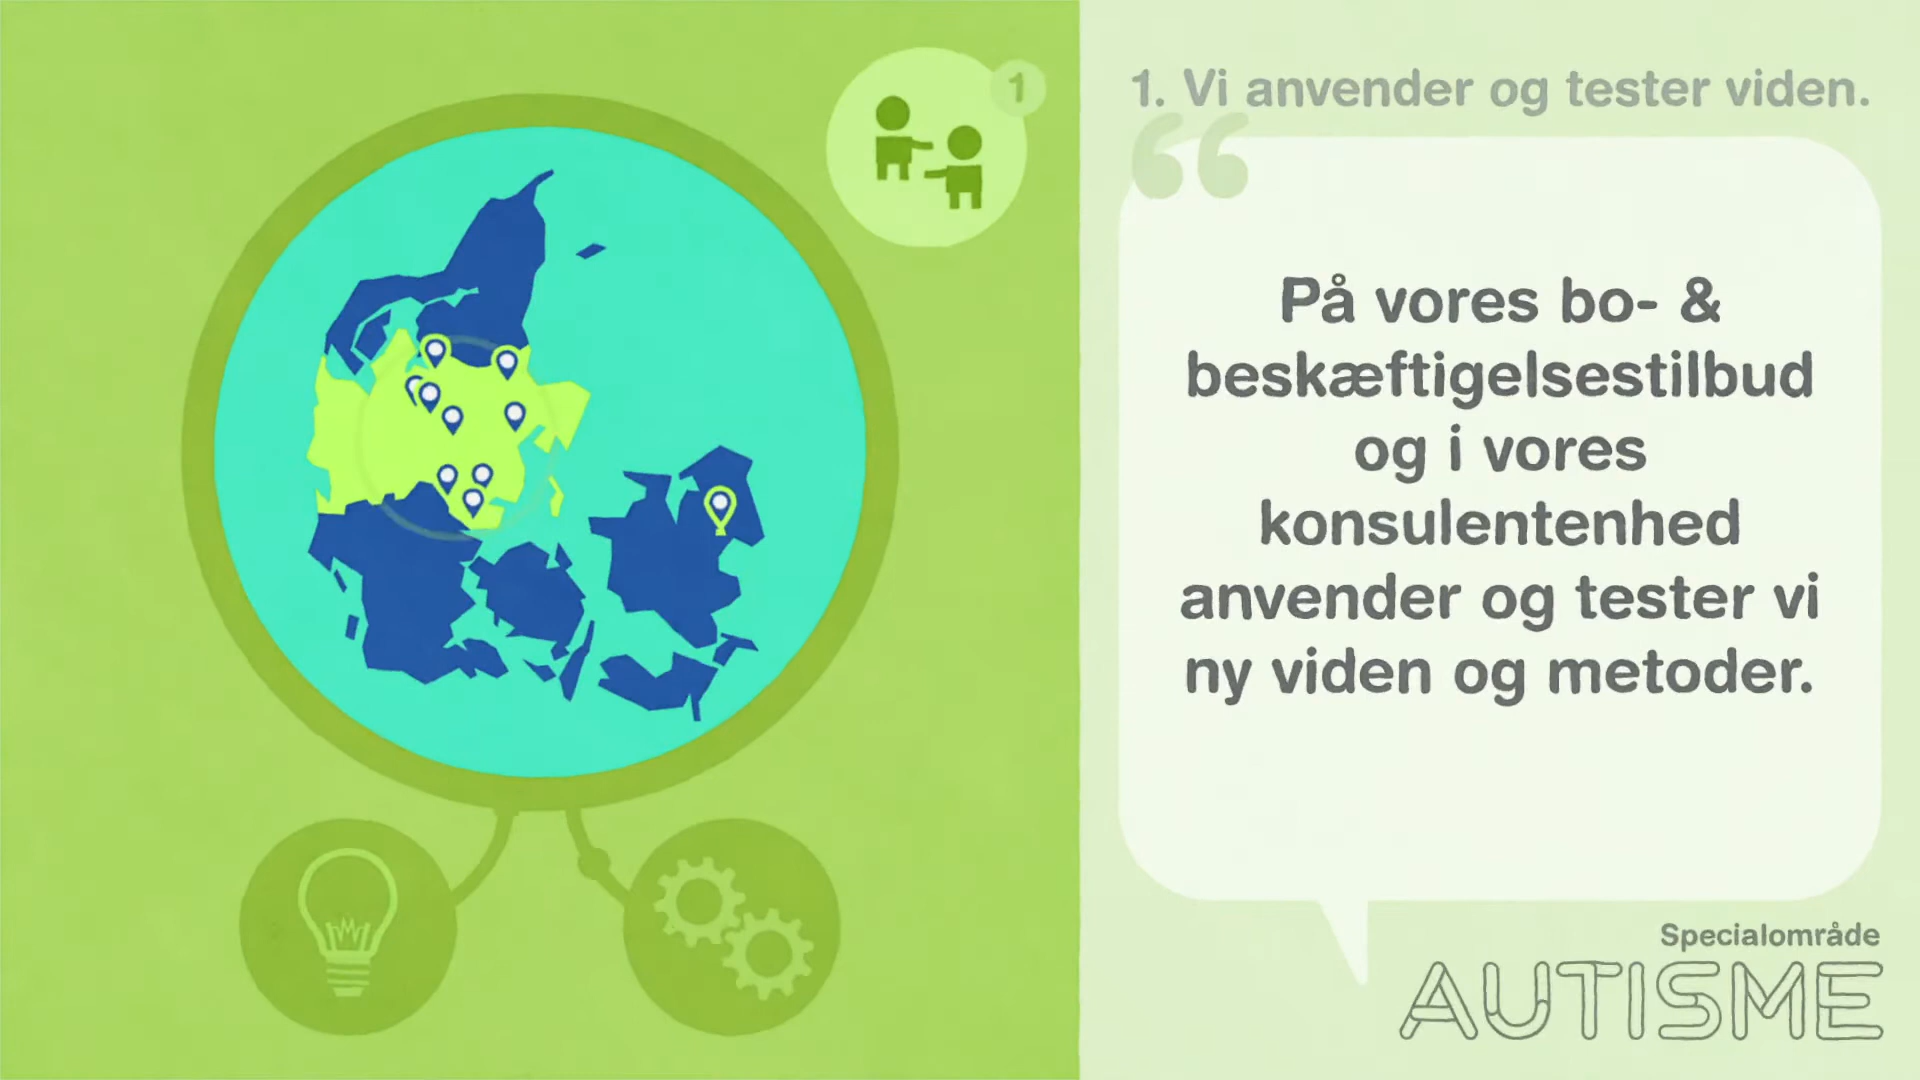 1
1. Vi anvender og tester viden.
“
På vores bo- &
beskæftigelsestilbud
og i vores
konsulentenhed
anvender og tester vi
ny viden og metoder.
Specialområde
AUTISME